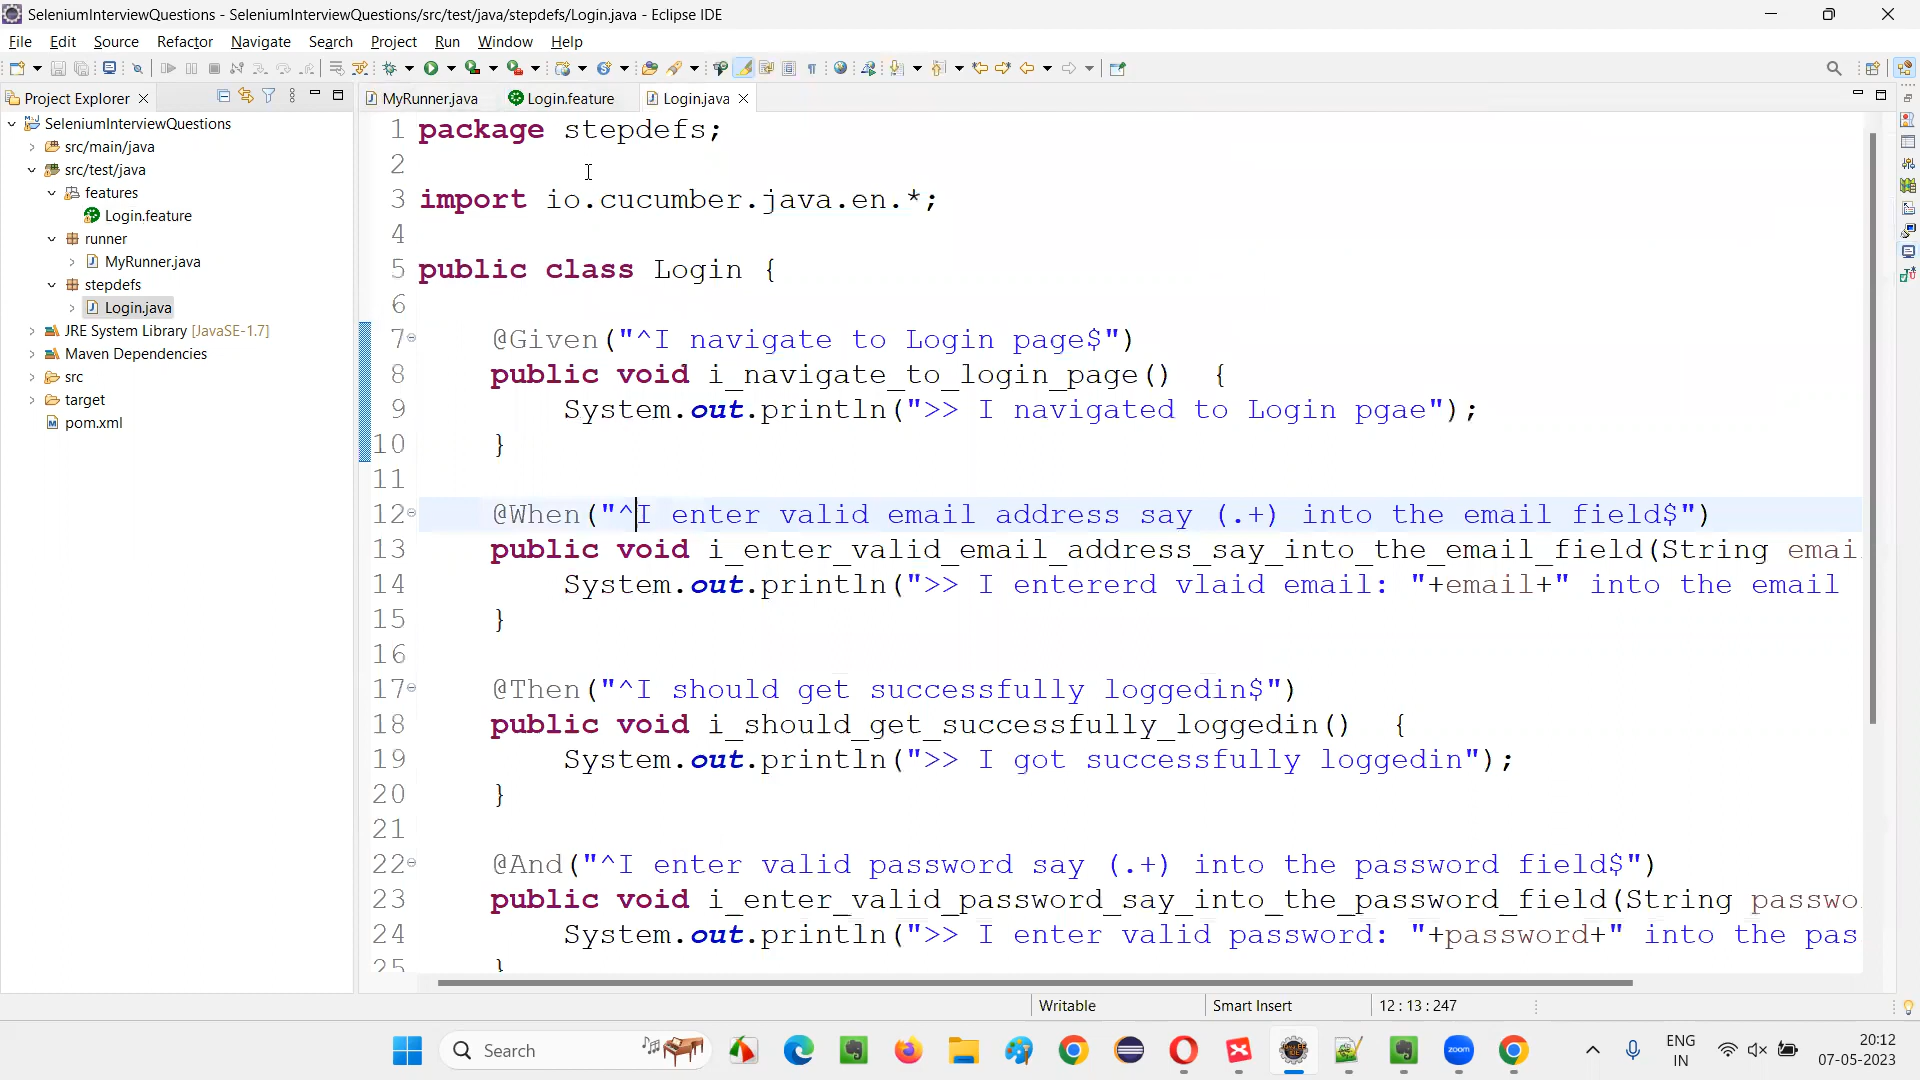 SeleniumInterviewQuestions - SeleniumInterviewQuestions/src/test/java/stepdefs/Login.java - Eclipse IDE
File Edit Source Refactor Navigate Search Project Run Window Help
Project Explorer
SeleniumInterviewQuestions
src/main/java
src/test/java
features
Login.feature
runner
MyRunner.java
stepdefs
Login.java
JRE System Library [JavaSE-1.7]
Maven Dependencies
src
target
pom.xml
MyRunner.java Login.feature Login.java
1 package stepdefs;
2
3 import io.cucumber.java.en.*;
4
5 public class Login {
6
7 @Given("^I navigate to Login page$")
8 public void i_navigate_to_login_page() {
9 System.out.println(">> I navigated to Login pgae");
10 }
11
12 @When("^I enter valid email address say (.+) into the email field$")
13 public void i_enter_valid_email_address_say_into_the_email_field(String emai
14 System.out.println(">> I entererd vlaid email: "+email+" into the email
15 }
16
17 @Then("^I should get successfully loggedin$")
18 public void i_should_get_successfully_loggedin() {
19 System.out.println(">> I got successfully loggedin");
20 }
21
22 @And("^I enter valid password say (.+) into the password field$")
23 public void i_enter_valid_password_say_into_the_password_field(String passwo
24 System.out.println(">> I enter valid password: "+password+" into the pas
25 }
Writable Smart Insert 12 : 13 : 247
Search
zoom
ENG
IN
20:12
07-05-2023